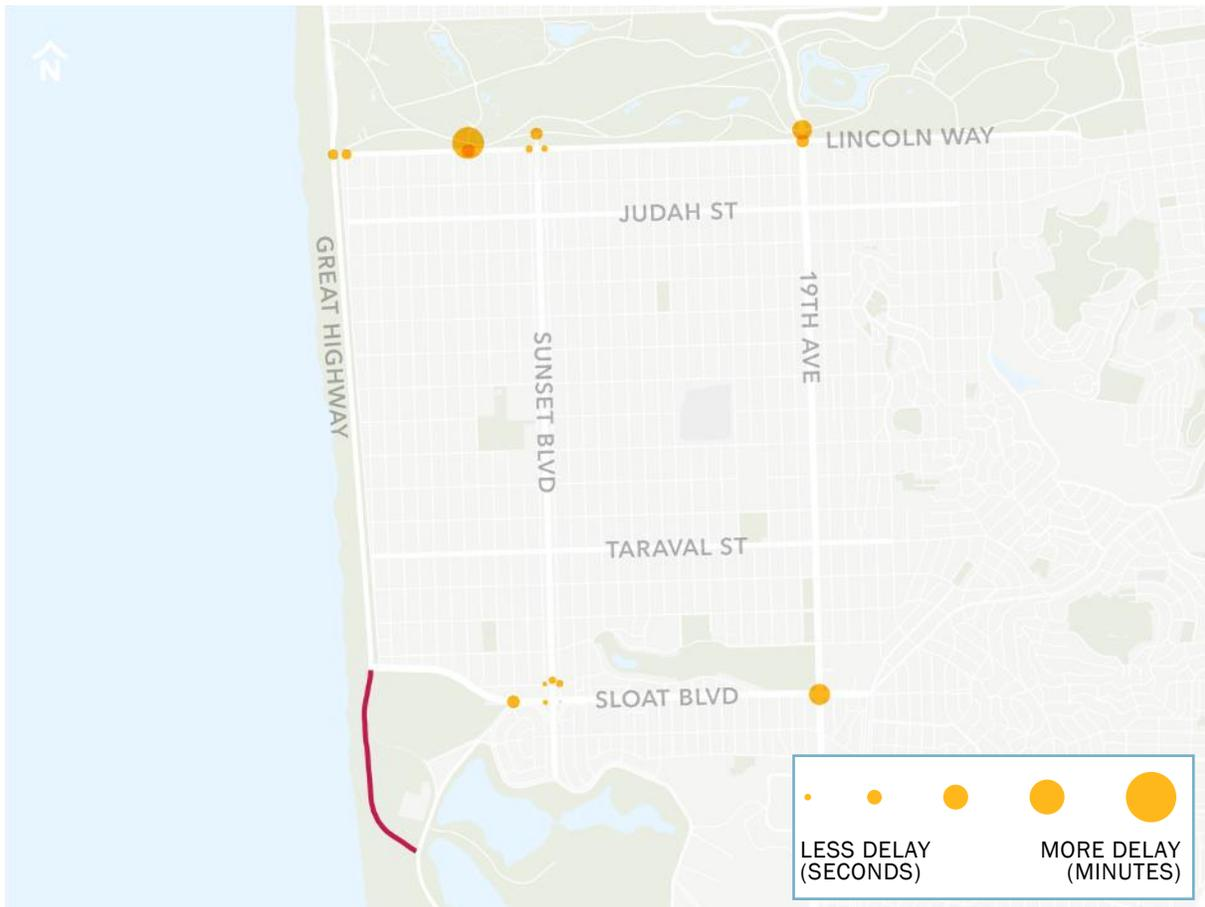 N
LINCOLN WAY
JUDAH ST
GREAT HIGHWAY
19TH AVE
SUNSET BLVD
TARAVAL ST
SLOAT BLVD
LESS DELAY
(SECONDS)
MORE DELAY
(MINUTES)